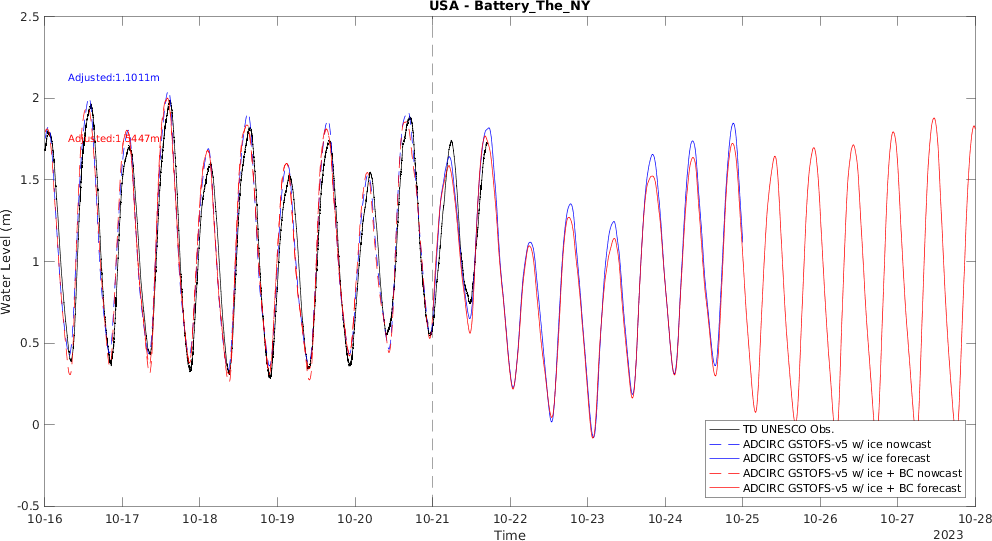 USA - Battery_The_NY
2.5
2
1.5
1
0.5
0
-0.5
Water Level (m)
Adjusted:1.1011m
TD UNESCO Obs.
ADCIRC GSTOFS-v5 w/ ice nowcast
ADCIRC GSTOFS-v5 w/ ice forecast
ADCIRC GSTOFS-v5 w/ ice + BC nowcast
ADCIRC GSTOFS-v5 w/ ice + BC forecast
10-16 10-17 10-18 10-19 10-20 10-21 10-22 10-23 10-24 10-25 10-26 10-27 10-28
Time
2023